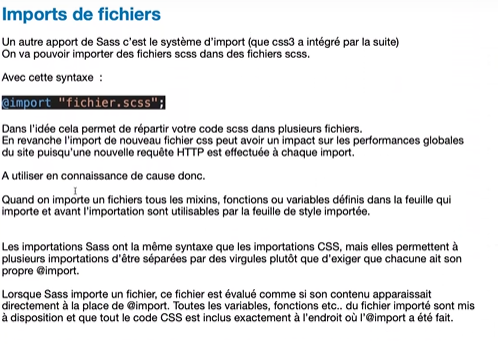 Imports de fichiers
Un autre apport de Sass c'est le système d'import (que css3 a intégré par la suite)
On va pouvoir importer des fichiers scss dans des fichiers scss.
Avec cette syntaxe :
@import "fichier.scss";
Dans l'idée cela permet de répartir votre code scss dans plusieurs fichiers.
En revanche l'import de nouveau fichier css peut avoir un impact sur les performances globales
du site puisqu'une nouvelle requête HTTP est effectuée à chaque import.
A utiliser en connaissance de cause donc.
Quand on importe un fichiers tous les mixins, fonctions ou variables définis dans la feuille qui
importe et avant l'importation sont utilisables par la feuille de style importée.
Les importations Sass ont la même syntaxe que les importations CSS, mais elles permettent à
plusieurs importations d'être séparées par des virgules plutôt que d'exiger que chacune ait son
propre @import.
Lorsque Sass importe un fichier, ce fichier est évalué comme si son contenu apparaissait
directement à la place de @import. Toutes les variables, fonctions etc.. du fichier importé sont mis
à disposition et que tout le code CSS est inclus exactement à l'endroit où l'@import a été fait.